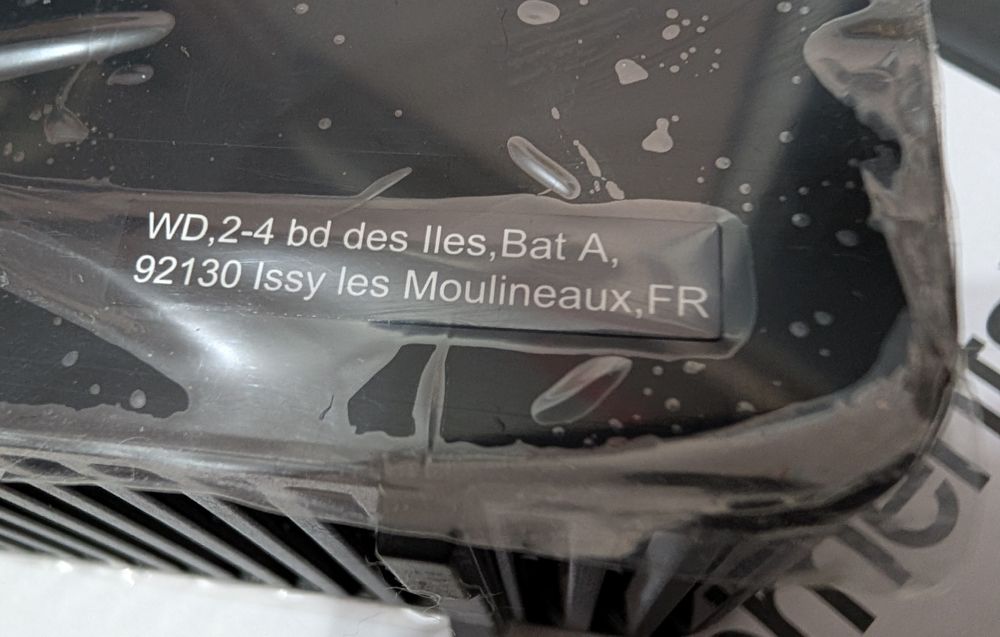 WD,2-4 bd des Iles,Bat A,
92130 Issy les Moulineaux,FR